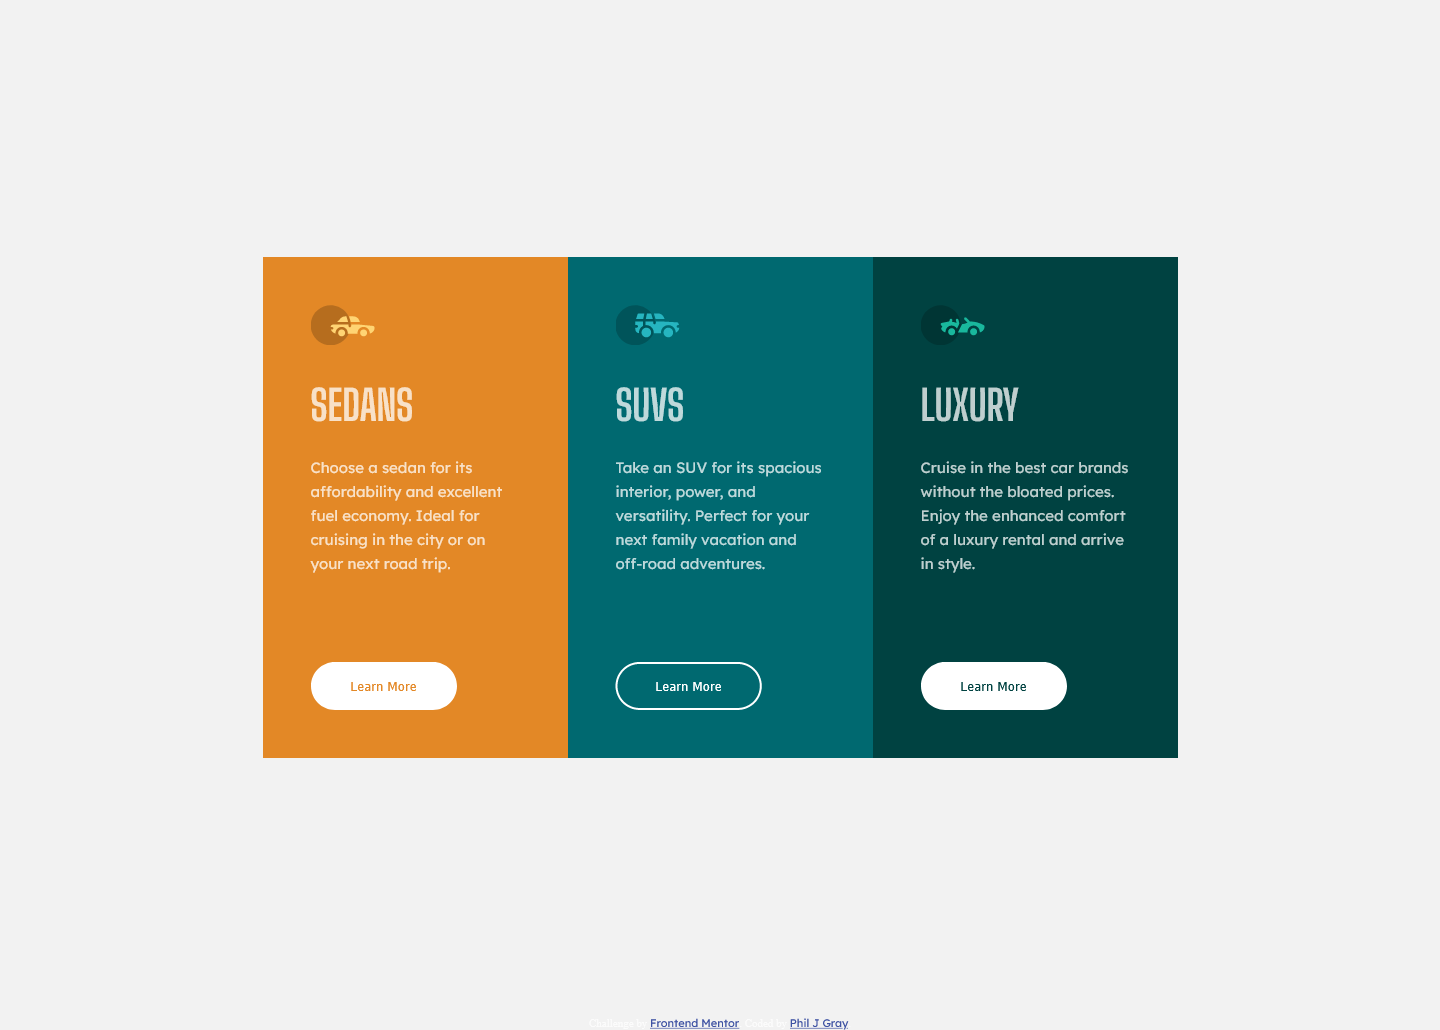 SEDANS
Choose a sedan for its
affordability and excellent
fuel economy. Ideal for
cruising in the city or on
your next road trip.
Learn More
SUVS
Take an SUV for its spacious
interior, power, and
versatility. Perfect for your
next family vacation and
off-road adventures.
Learn More
LUXURY
Cruise in the best car brands
without the bloated prices.
Enjoy the enhanced comfort
of a luxury rental and arrive
in style.
Learn More
Challenge by Frontend Mentor. Coded by Phil J Gray.